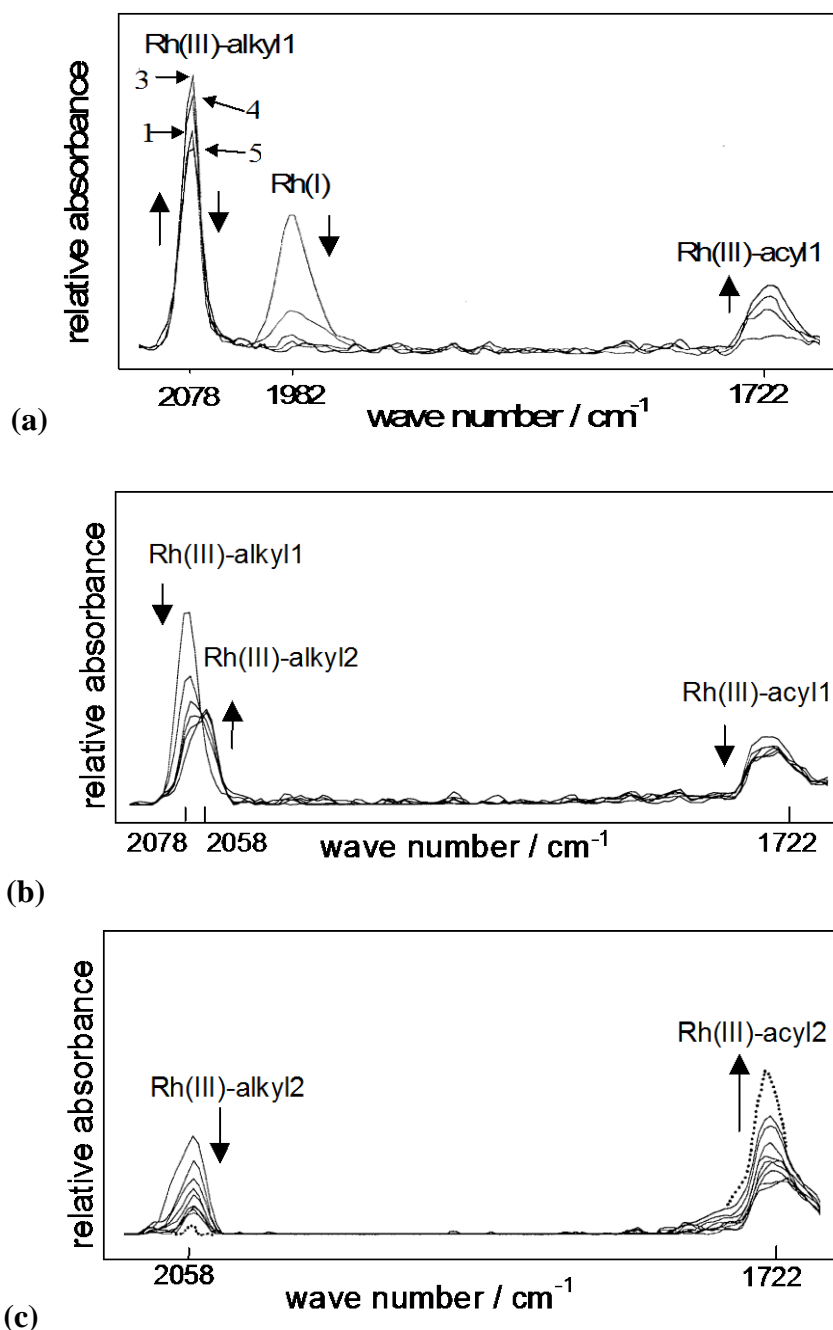 Rh(III)-alkyl1
3
4
1
5
Rh(I)
Rh(III)-acyl1
relative absorbance
2078 1982 1722
wave number / cm⁻¹
(a)
Rh(III)-alkyl1
Rh(III)-alkyl2
Rh(III)-acyl1
relative absorbance
2078 2058 1722
wave number / cm⁻¹
(b)
Rh(III)-acyl2
Rh(III)-alkyl2
relative absorbance
2058 1722
wave number / cm⁻¹
(c)